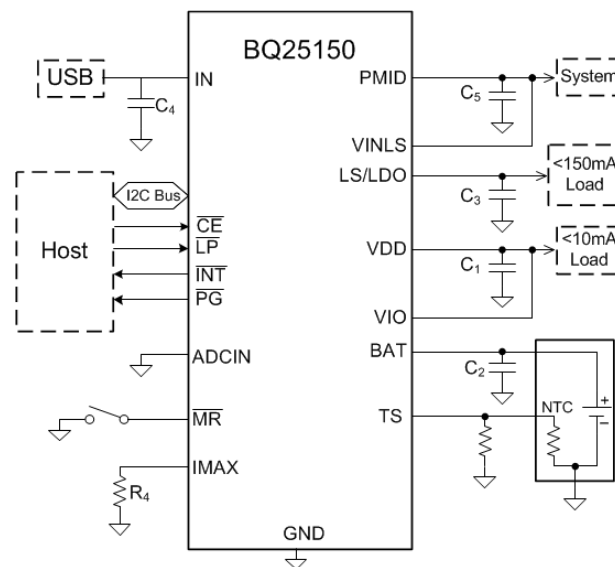 BQ25150
USB
IN
C4
I2C Bus
Host
CE
LP
INT
PG
ADCIN
MR
IMAX
R4
GND
PMID
C5
System
VINLS
LS/LDO
C3
<150mA
Load
VDD
C1
<10mA
Load
VIO
BAT
C2
TS
NTC
+
−